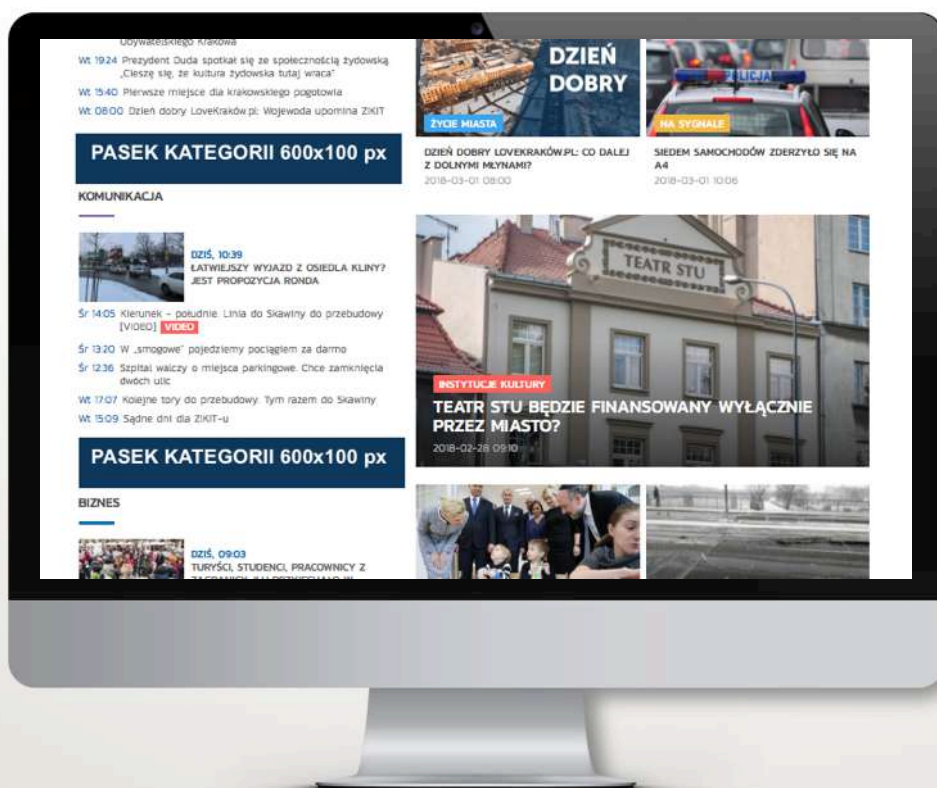 Obywatelskiego Krakowa
Wt 19:24 Prezydent Duda spotkał się ze społecznością żydowską.
„Cieszę się, że kultura żydowska tutaj wraca”
Wt 15:40 Pierwsze miejsce dla krakowskiego pogotowia
Wt 08:00 Dzień dobry LoveKraków.pl: Wojewoda upomina ZIKIT
PASEK KATEGORII 600x100 px
KOMUNIKACJA
DZIŚ, 10:39
ŁATWIEJSZY WYJAZD Z OSIEDLA KLINY?
JEST PROPOZYCJA RONDA
Śr 14:05 Kierunek – południe. Linia do Skawiny do przebudowy
[VIDEO] VIDEO
Śr 13:20 W „smogowe” pojedziemy pociągiem za darmo
Śr 12:36 Szpital walczy o miejsca parkingowe. Chce zamknięcia
dwóch ulic
Wt 17:07 Kolejne tory do przebudowy. Tym razem do Skawiny
Wt 15:09 Sądne dni dla ZIKIT-u
PASEK KATEGORII 600x100 px
BIZNES
DZIŚ, 09:03
TURYŚCI, STUDENCI, PRACOWNICY Z
DZIEŃ
DOBRY
ŻYCIE MIASTA
DZIEŃ DOBRY LOVEKRAKÓW.PL: CO DALEJ
Z DOLNYMI MŁYNAMI?
2018-03-01 08:00
POLICJA
NA SYGNALE
SIEDEM SAMOCHODÓW ZDERZYŁO SIĘ NA
A4
2018-03-01 10:06
TEATR STU
INSTYTUCJE KULTURY
TEATR STU BĘDZIE FINANSOWANY WYŁĄCZNIE
PRZEZ MIASTO?
2018-02-28 09:10